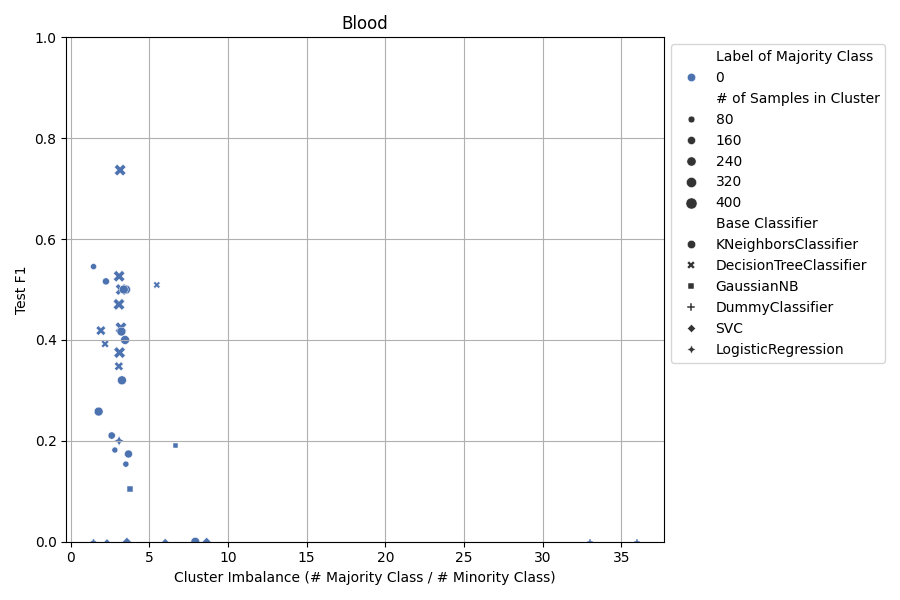 Blood
1.0
0.8
0.6
0.4
0.2
0.0
Test F1
0
5
10
15
20
25
30
35
Cluster Imbalance (# Majority Class / # Minority Class)
Label of Majority Class
0
# of Samples in Cluster
80
160
240
320
400
Base Classifier
KNeighborsClassifier
DecisionTreeClassifier
GaussianNB
DummyClassifier
SVC
LogisticRegression